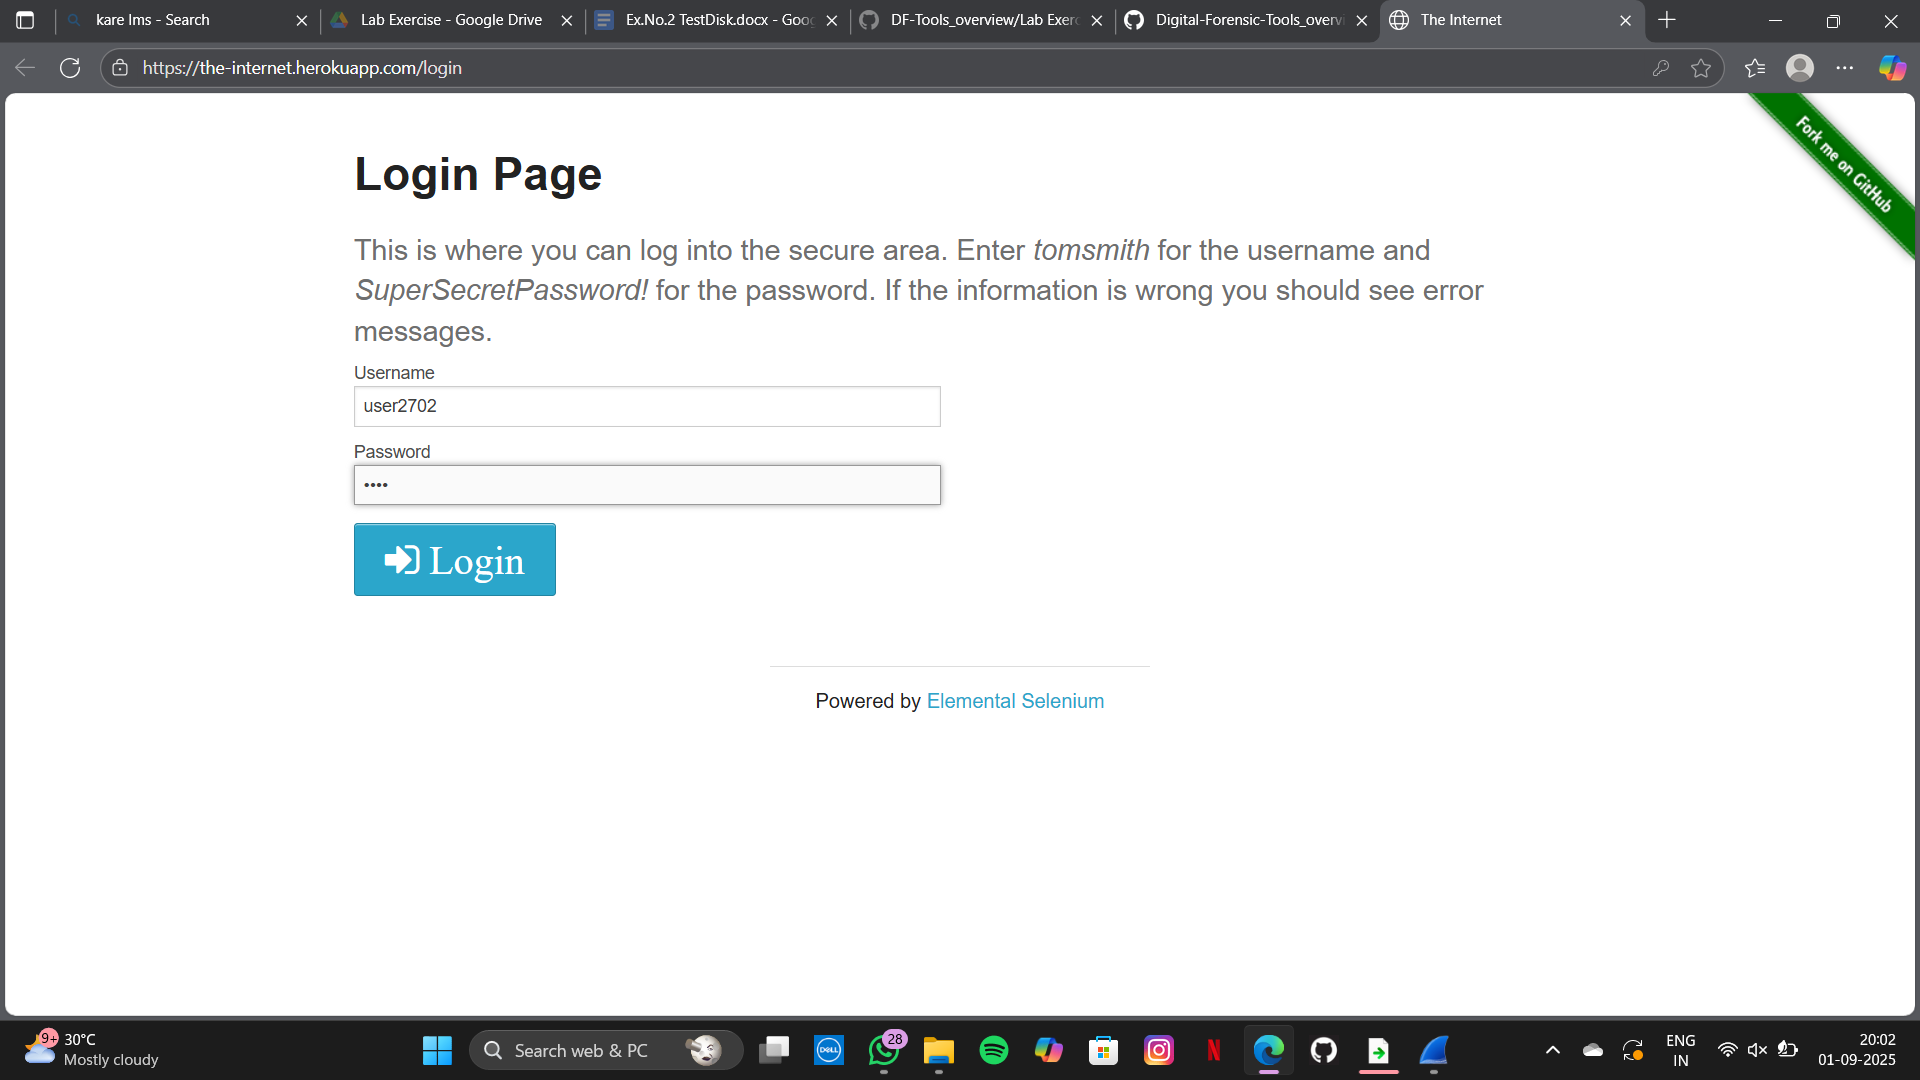 kare lms - Search
Lab Exercise - Google Drive
Ex.No.2 TestDisk.docx - Goo
DF-Tools_overview/Lab Exerc
Digital-Forensic-Tools_overvi
The Internet
https://the-internet.herokuapp.com/login
Fork me on GitHub
Login Page
This is where you can log into the secure area. Enter tomsmith for the username and
SuperSecretPassword! for the password. If the information is wrong you should see error
messages.
Username
user2702
Password
••••
Login
Powered by Elemental Selenium
9+
30°C
Mostly cloudy
Search web & PC
DELL
28
N
ENG
IN
20:02
01-09-2025